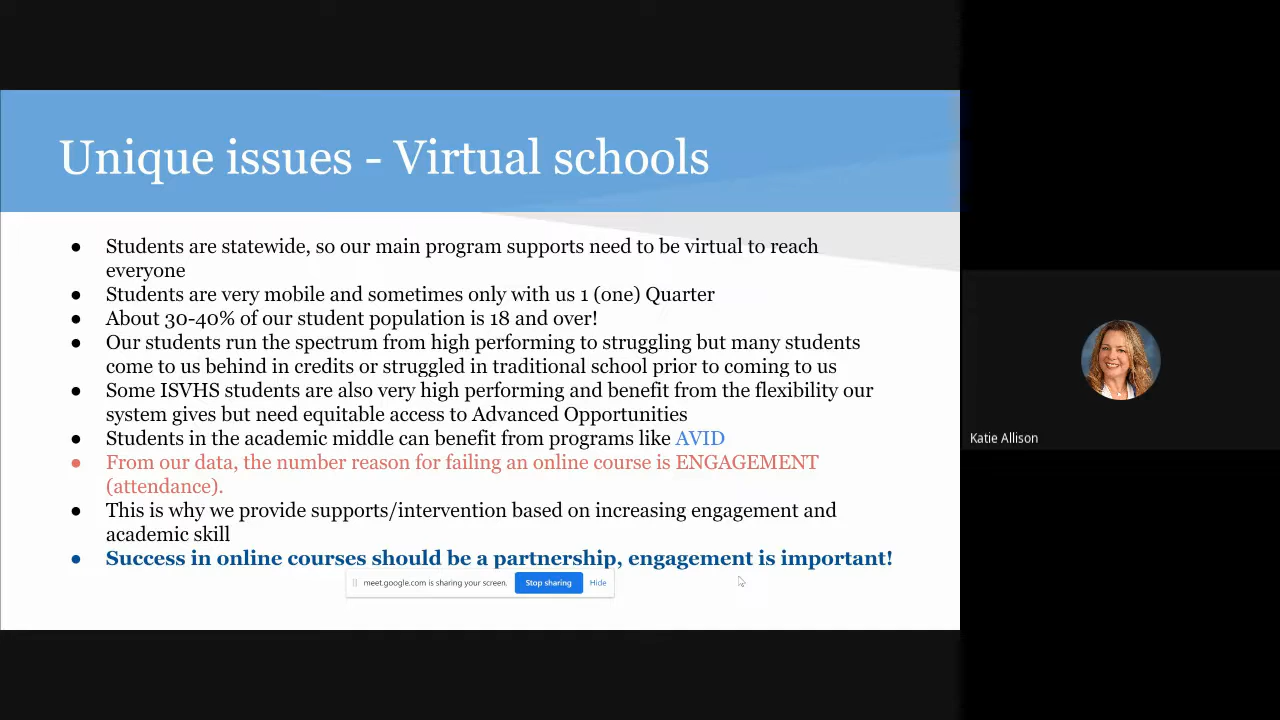 Unique issues - Virtual schools
● Students are statewide, so our main program supports need to be virtual to reach
everyone
● Students are very mobile and sometimes only with us 1 (one) Quarter
● About 30-40% of our student population is 18 and over!
● Our students run the spectrum from high performing to struggling but many students
come to us behind in credits or struggled in traditional school prior to coming to us
● Some ISVHS students are also very high performing and benefit from the flexibility our
system gives but need equitable access to Advanced Opportunities
● Students in the academic middle can benefit from programs like AVID
● From our data, the number reason for failing an online course is ENGAGEMENT
(attendance).
● This is why we provide supports/intervention based on increasing engagement and
academic skill
● Success in online courses should be a partnership, engagement is important!
meet.google.com is sharing your screen. Stop sharing Hide
Katie Allison